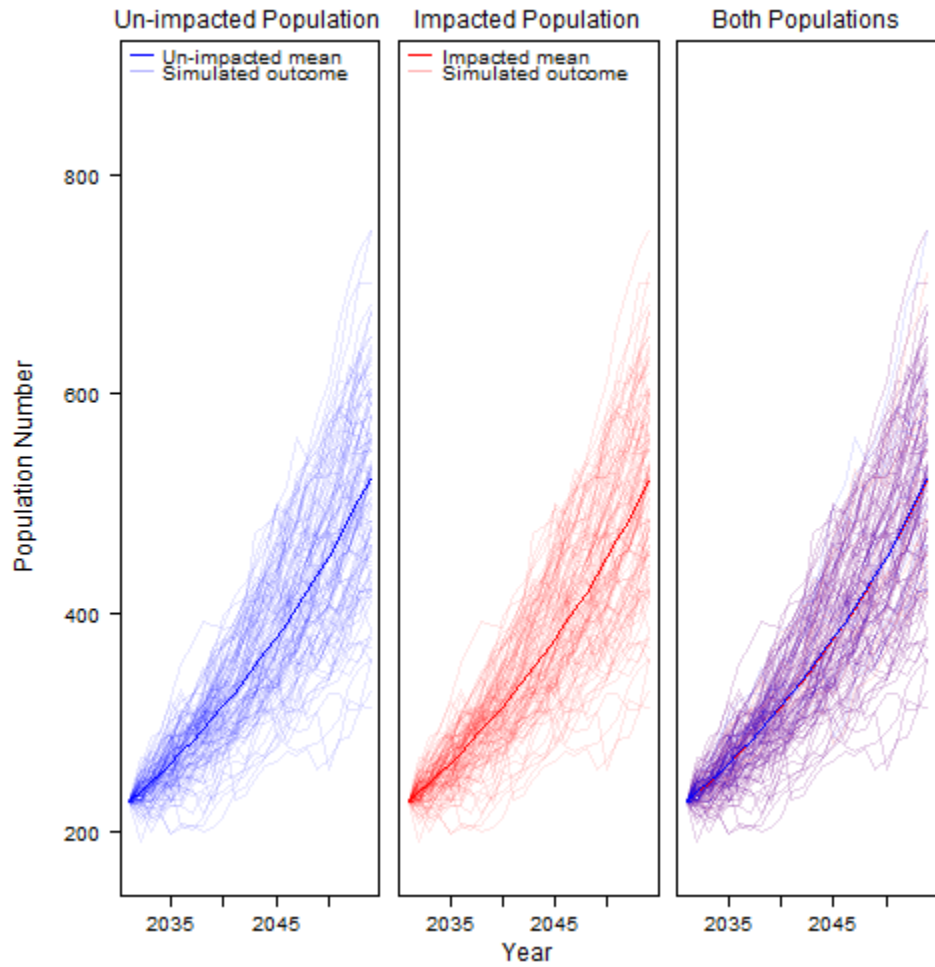 Un-impacted Population
Impacted Population
Both Populations
Un-impacted mean
Simulated outcome
Impacted mean
Simulated outcome
Population Number
800
600
400
200
2035
2045
2035
2045
2035
2045
Year